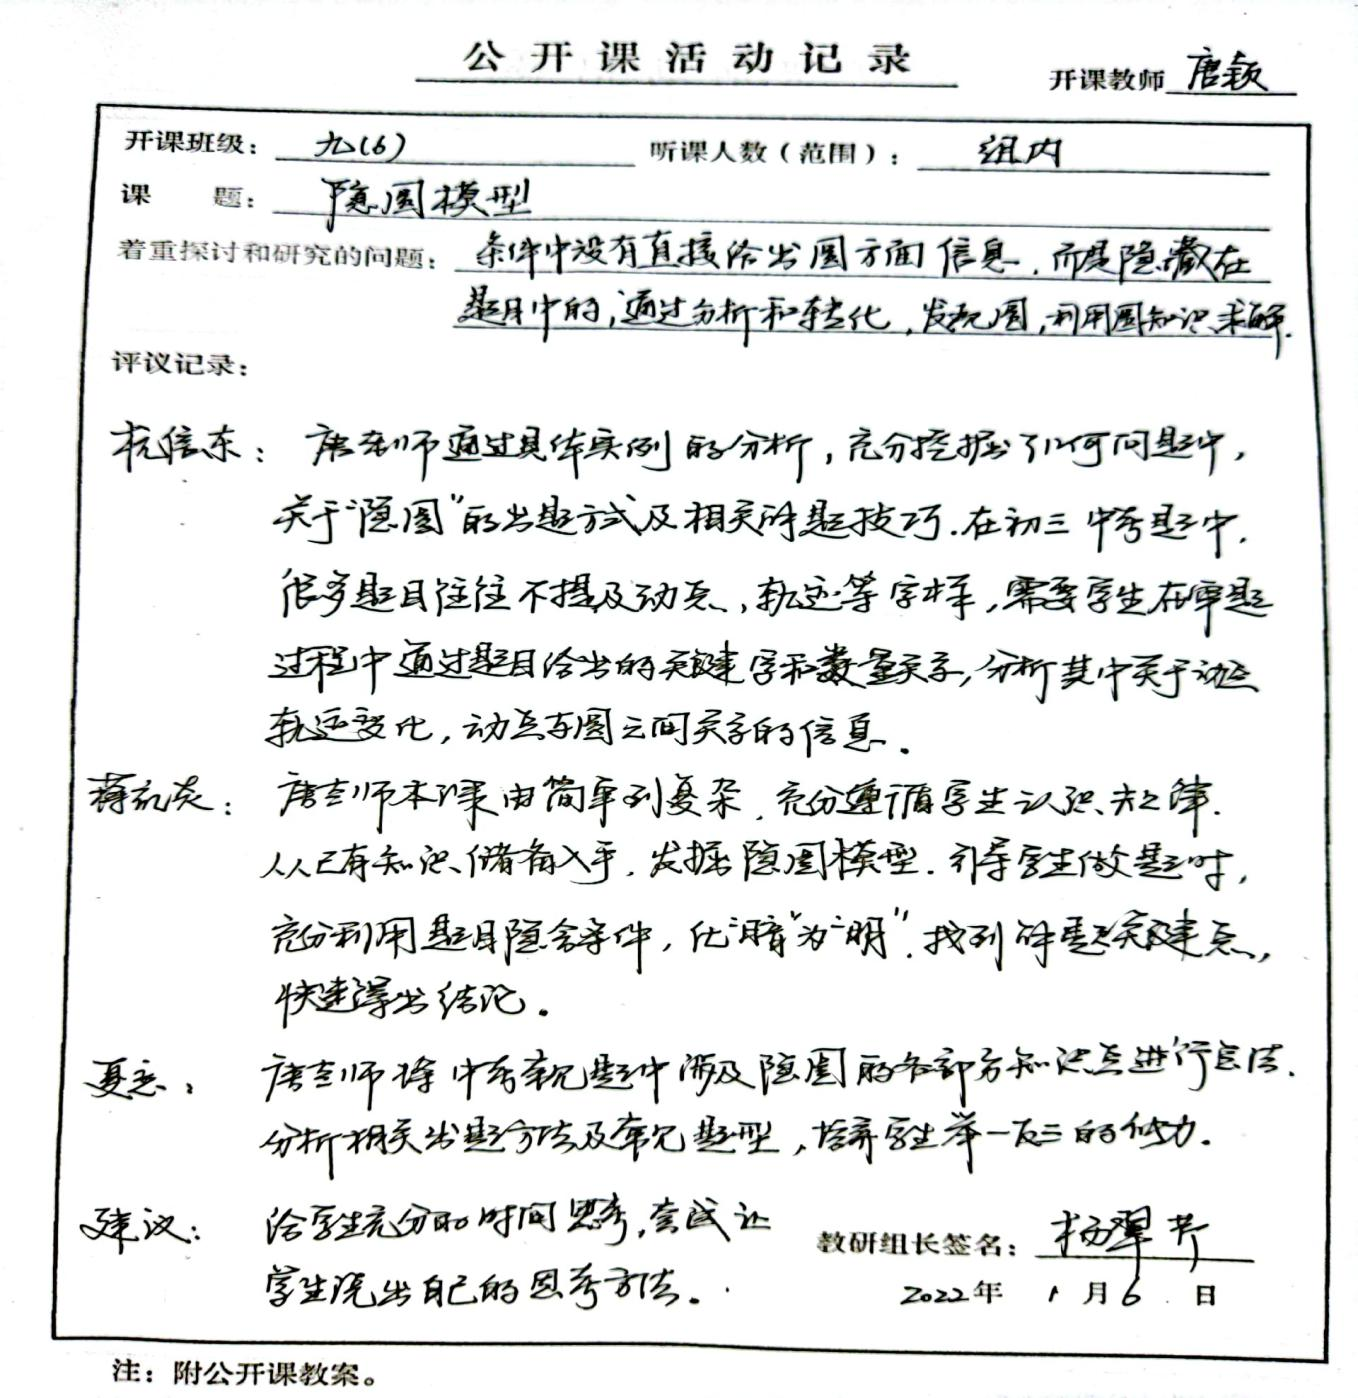 公开课活动记录
开课教师 唐颖
开课班级： 九(6) 听课人数（范围）： 组内
课 题： 隐圆模型
着重探讨和研究的问题： 条件中没有直接给出圆方面信息，而是隐藏在
题目中的，通过分析和转化，发现圆，利用圆知识求解.
评议记录：
杭信东： 唐老师通过具体实例的分析，充分挖掘了几何问题中，
关于“隐圆”的出题方式及相关解题技巧.在初三中考题中，
很多题目往往不提及动点，轨迹等字样，需要学生在审题
过程中通过题目给出的关键字和数量关系，分析其中关于动点
轨迹变化，动点与圆之间关系的信息。
唐老师本课由简单到复杂，充分遵循学生认识规律.
从已有知识储备入手，发掘隐圆模型.引导学生做题时，
充分利用题目隐含条件，化“暗”为“明”.找到解题关键点，
快速得出结论。
唐老师将中考常见题中涉及隐圆的各部分知识点进行总结.
分析相关出题方法及常见题型，培养学生举一反三的能力.
建议： 给学生充分的时间思考，尝试让
学生说出自己的思考方法.
教研组长签名：
2022年 1月6日
注：附公开课教案。